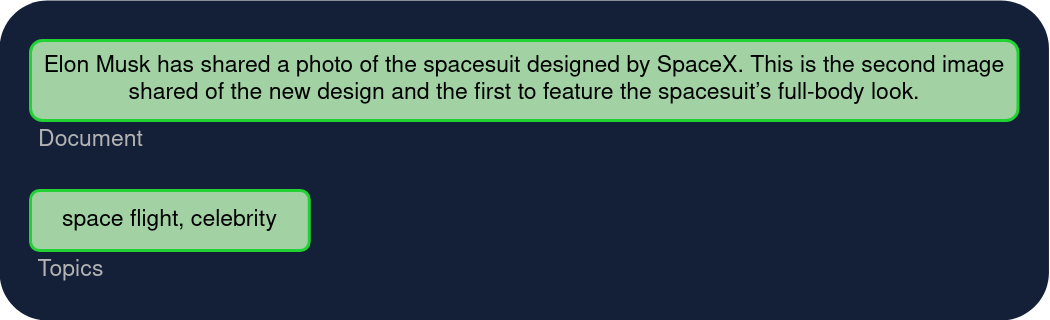 Elon Musk has shared a photo of the spacesuit designed by SpaceX. This is the second image
shared of the new design and the first to feature the spacesuit’s full-body look.
Document
space flight, celebrity
Topics